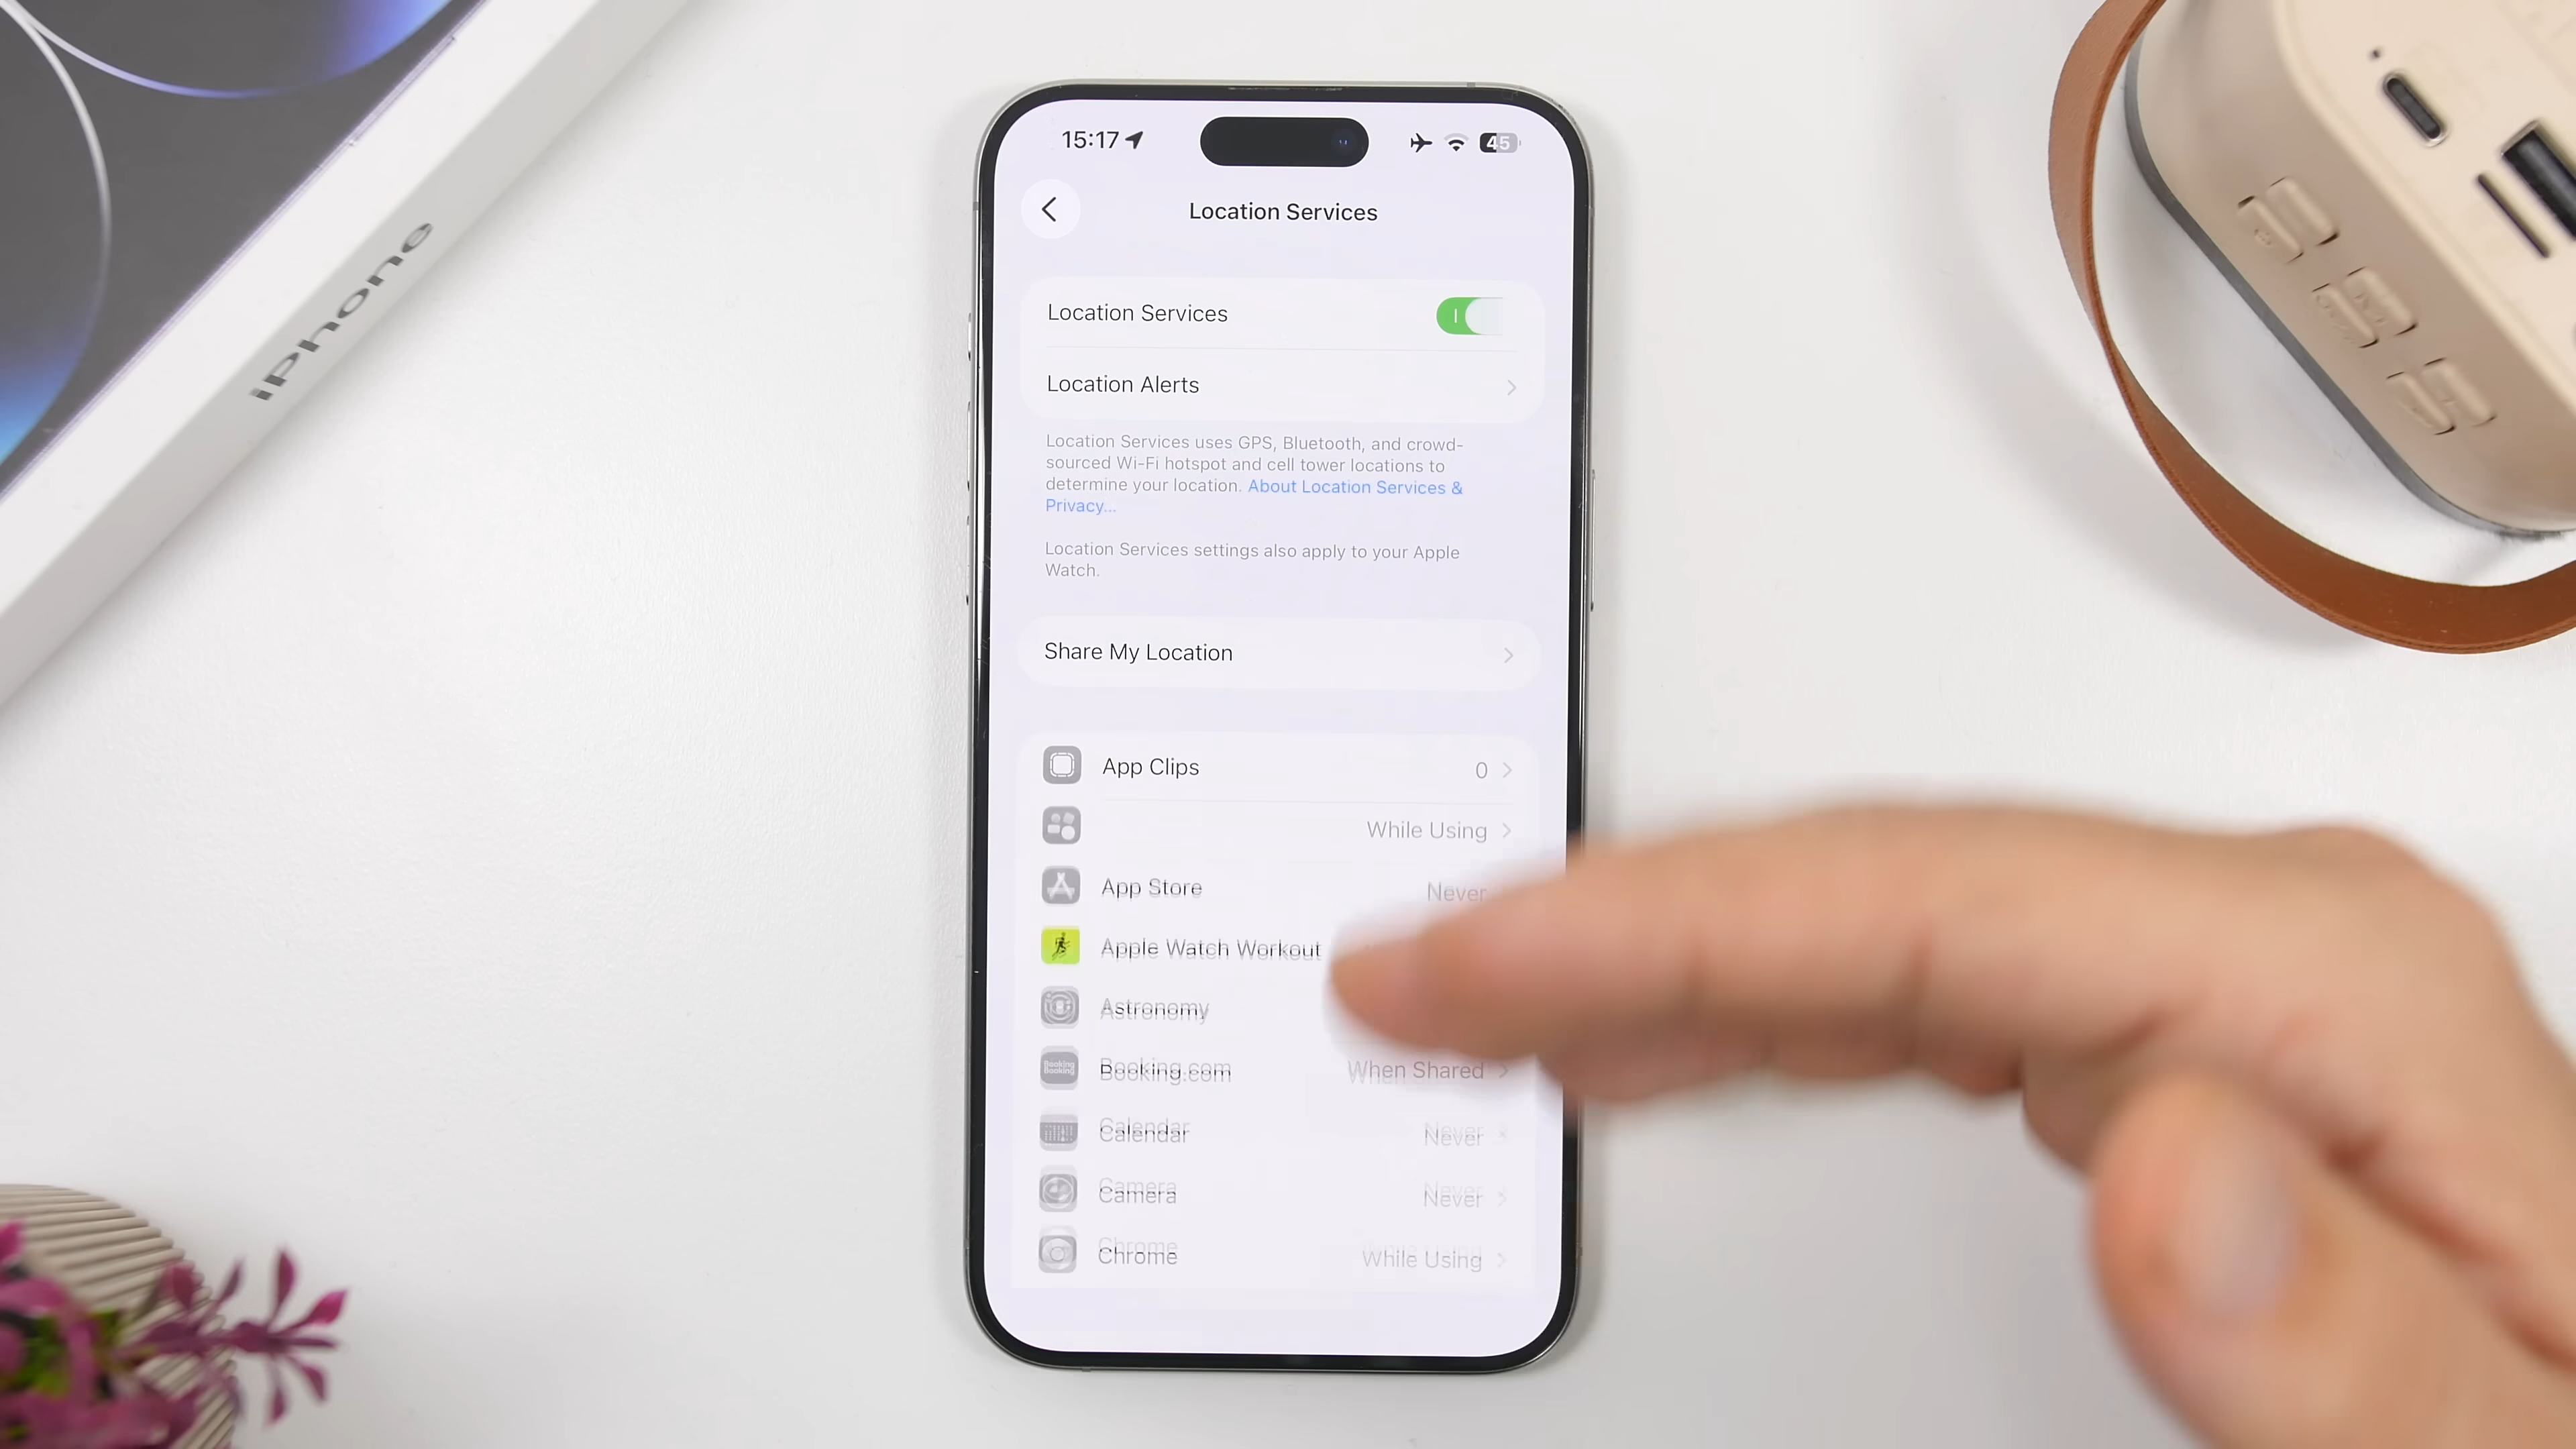 iPhone
15:17
45
Location Services
Location Services
Location Alerts
Location Services uses GPS, Bluetooth, and crowd-
sourced Wi-Fi hotspot and cell tower locations to
determine your location. About Location Services &
Privacy...
Location Services settings also apply to your Apple
Watch.
Share My Location
App Clips 0
While Using
App Store Never
Apple Watch Workout
Astronomy
Booking.com When Shared
Calendar Never
Camera Never
Chrome While Using